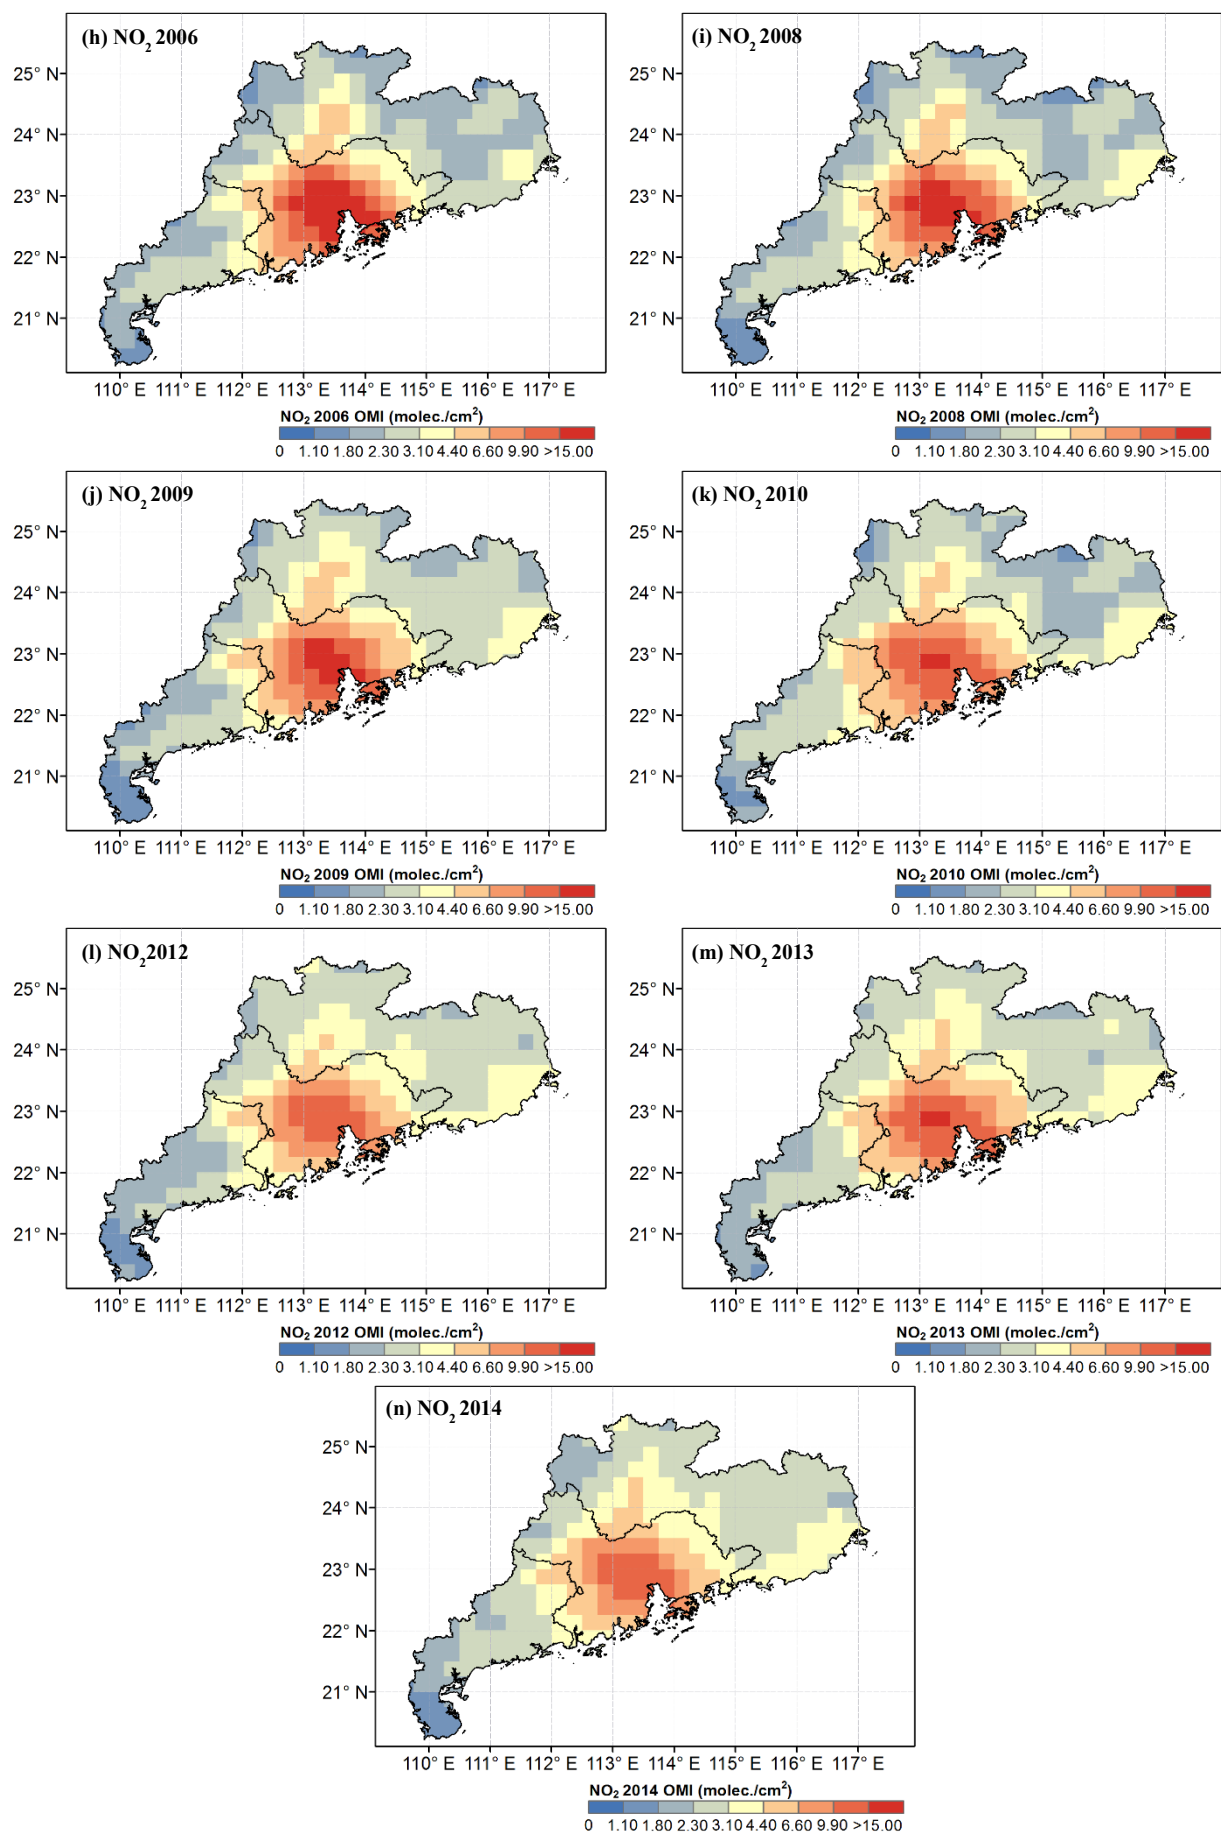 (h) NO2 2006
25° N
24° N
23° N
22° N
21° N
110° E 111° E 112° E 113° E 114° E 115° E 116° E 117° E
NO2 2006 OMI (molec./cm2)
0 1.10 1.80 2.30 3.10 4.40 6.60 9.90 >15.00
(i) NO2 2008
25° N
24° N
23° N
22° N
21° N
110° E 111° E 112° E 113° E 114° E 115° E 116° E 117° E
NO2 2008 OMI (molec./cm2)
0 1.10 1.80 2.30 3.10 4.40 6.60 9.90 >15.00
(j) NO2 2009
25° N
24° N
23° N
22° N
21° N
110° E 111° E 112° E 113° E 114° E 115° E 116° E 117° E
NO2 2009 OMI (molec./cm2)
0 1.10 1.80 2.30 3.10 4.40 6.60 9.90 >15.00
(k) NO2 2010
25° N
24° N
23° N
22° N
21° N
110° E 111° E 112° E 113° E 114° E 115° E 116° E 117° E
NO2 2010 OMI (molec./cm2)
0 1.10 1.80 2.30 3.10 4.40 6.60 9.90 >15.00
(l) NO2 2012
25° N
24° N
23° N
22° N
21° N
110° E 111° E 112° E 113° E 114° E 115° E 116° E 117° E
NO2 2012 OMI (molec./cm2)
0 1.10 1.80 2.30 3.10 4.40 6.60 9.90 >15.00
(m) NO2 2013
25° N
24° N
23° N
22° N
21° N
110° E 111° E 112° E 113° E 114° E 115° E 116° E 117° E
NO2 2013 OMI (molec./cm2)
0 1.10 1.80 2.30 3.10 4.40 6.60 9.90 >15.00
(n) NO2 2014
25° N
24° N
23° N
22° N
21° N
110° E 111° E 112° E 113° E 114° E 115° E 116° E 117° E
NO2 2014 OMI (molec./cm2)
0 1.10 1.80 2.30 3.10 4.40 6.60 9.90 >15.00